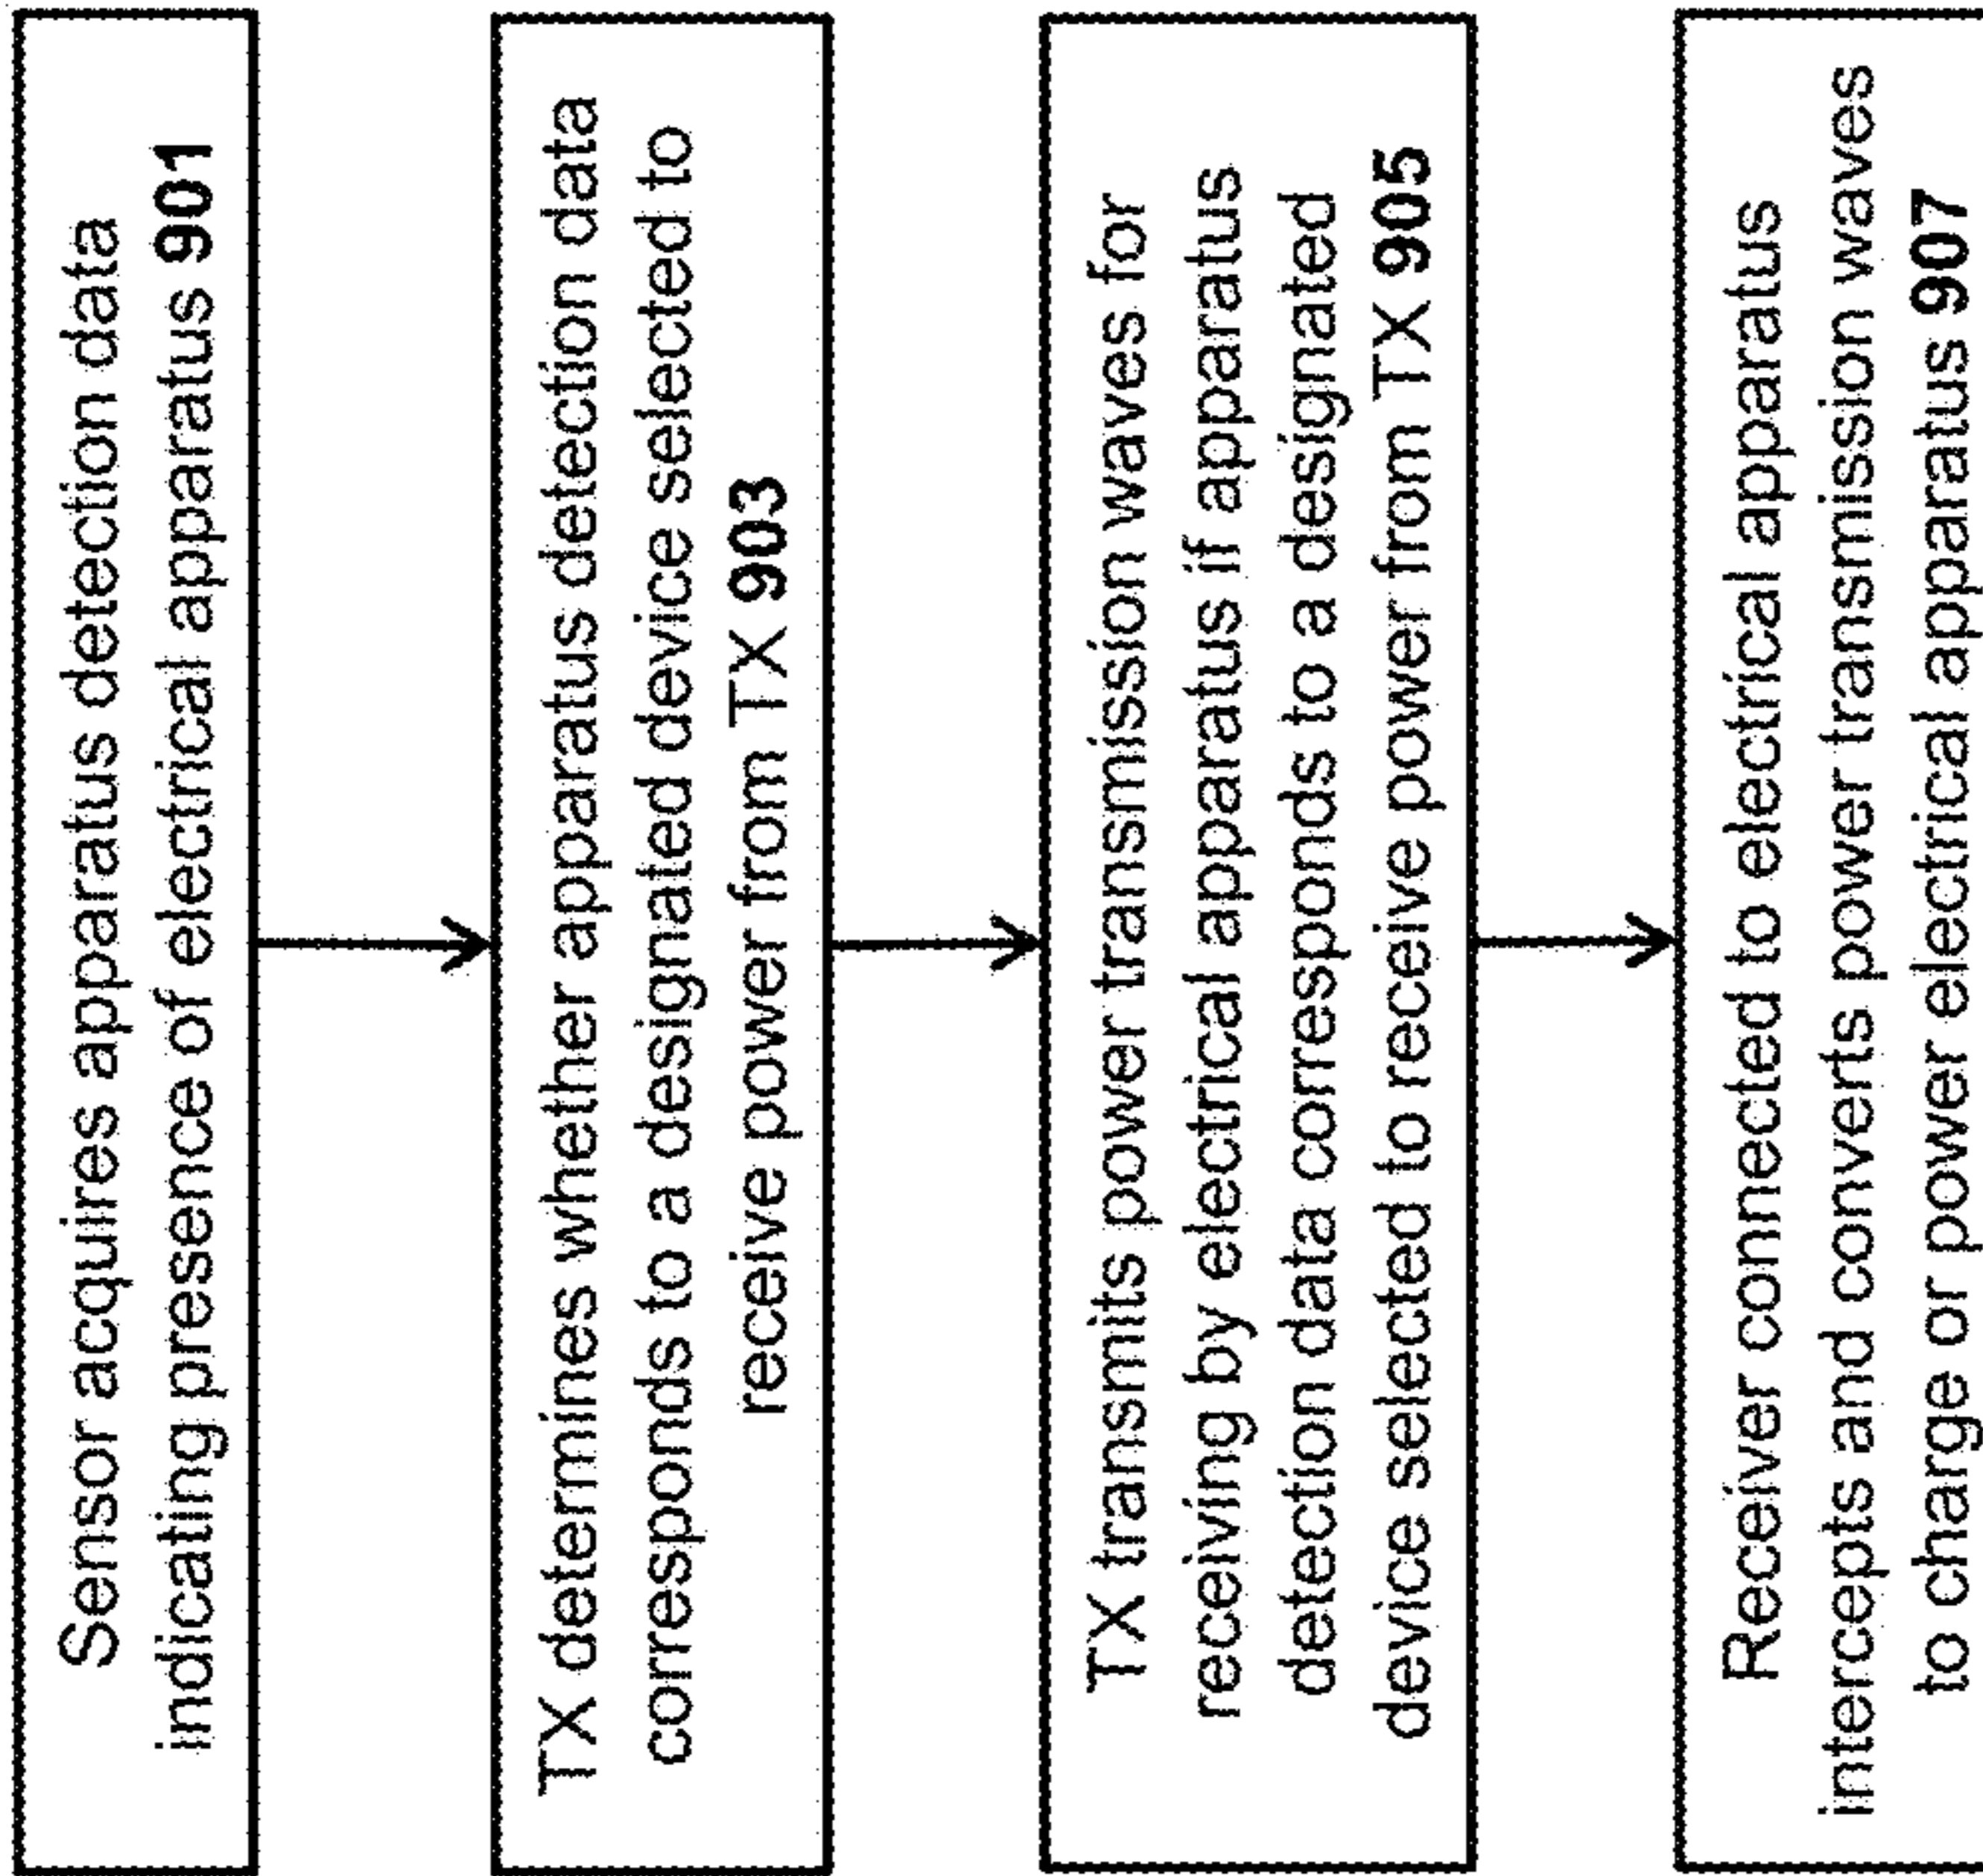 Sensor acquires apparatus detection data
indicating presence of electrical apparatus 901
TX determines whether apparatus detection data
corresponds to a designated device selected to
receive power from TX 903
TX transmits power transmission waves for
receiving by electrical apparatus if apparatus
detection data corresponds to a designated
device selected to receive power from TX 905
Receiver connected to electrical apparatus
intercepts and converts power transmission waves
to charge or power electrical apparatus 907